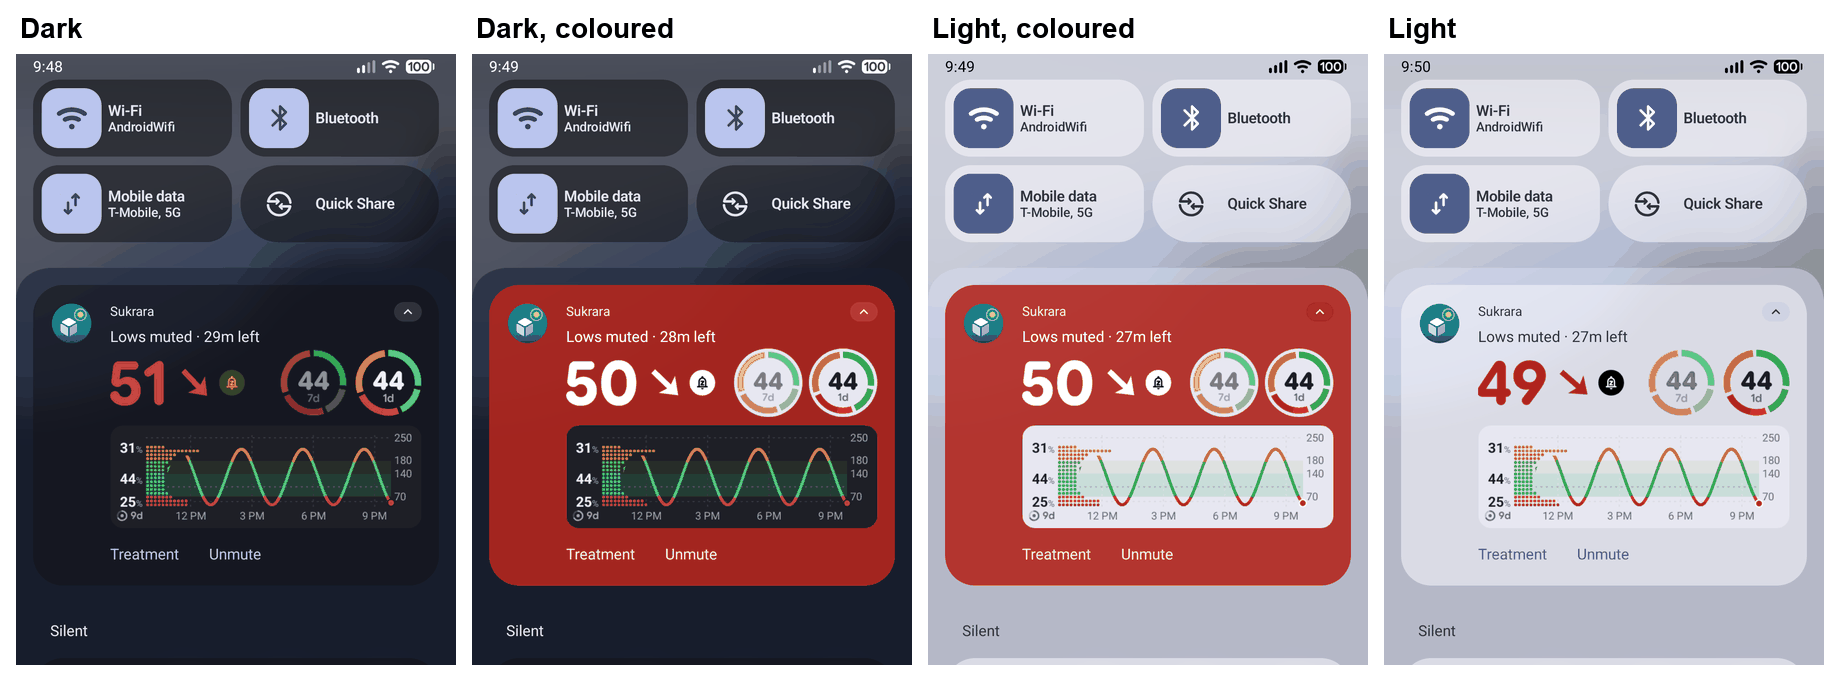 Dark
9:48
100
Wi-Fi
AndroidWifi
Bluetooth
Mobile data
T-Mobile, 5G
Quick Share
Sukrara
Lows muted · 29m left
51
44
7d
44
1d
250
31%
180
140
44%
70
25%
9d
12 PM
3 PM
6 PM
9 PM
Treatment
Unmute
Silent
Dark, coloured
9:49
100
Wi-Fi
AndroidWifi
Bluetooth
Mobile data
T-Mobile, 5G
Quick Share
Sukrara
Lows muted · 28m left
50
44
7d
44
1d
250
31%
180
140
44%
70
25%
9d
12 PM
3 PM
6 PM
9 PM
Treatment
Unmute
Silent
Light, coloured
9:49
100
Wi-Fi
AndroidWifi
Bluetooth
Mobile data
T-Mobile, 5G
Quick Share
Sukrara
Lows muted · 27m left
50
44
7d
44
1d
250
31%
180
140
44%
70
25%
9d
12 PM
3 PM
6 PM
9 PM
Treatment
Unmute
Silent
Light
9:50
100
Wi-Fi
AndroidWifi
Bluetooth
Mobile data
T-Mobile, 5G
Quick Share
Sukrara
Lows muted · 27m left
49
44
7d
44
1d
250
31%
180
140
44%
70
25%
9d
12 PM
3 PM
6 PM
9 PM
Treatment
Unmute
Silent